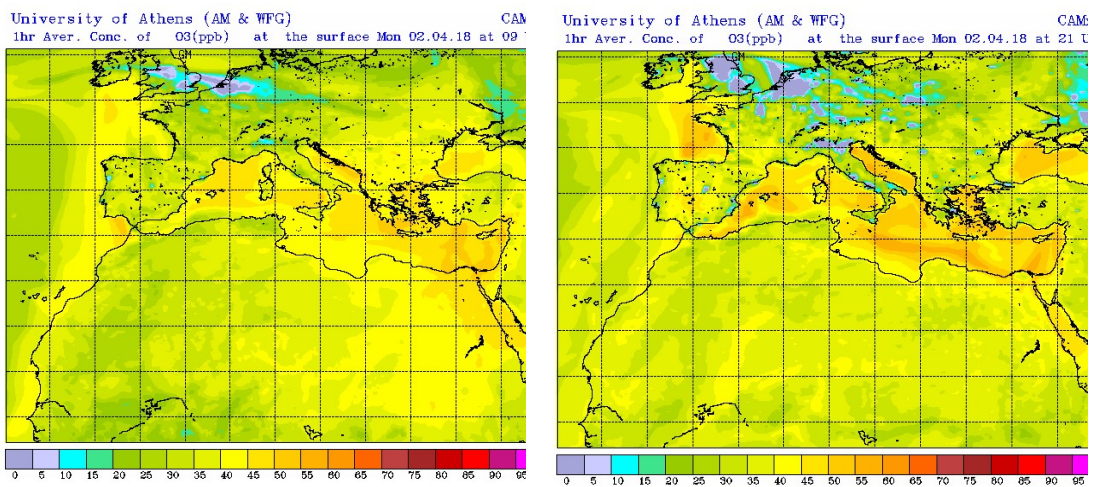 University of Athens (AM & WFG) CAM
1hr Aver. Conc. of O3(ppb) at the surface Mon 02.04.18 at 09
GM
0 5 10 15 20 25 30 35 40 45 50 55 60 65 70 75 80 85 90 95
University of Athens (AM & WFG) CAM
1hr Aver. Conc. of O3(ppb) at the surface Mon 02.04.18 at 21 U
GM
0 5 10 15 20 25 30 35 40 45 50 55 60 65 70 75 80 85 90 95